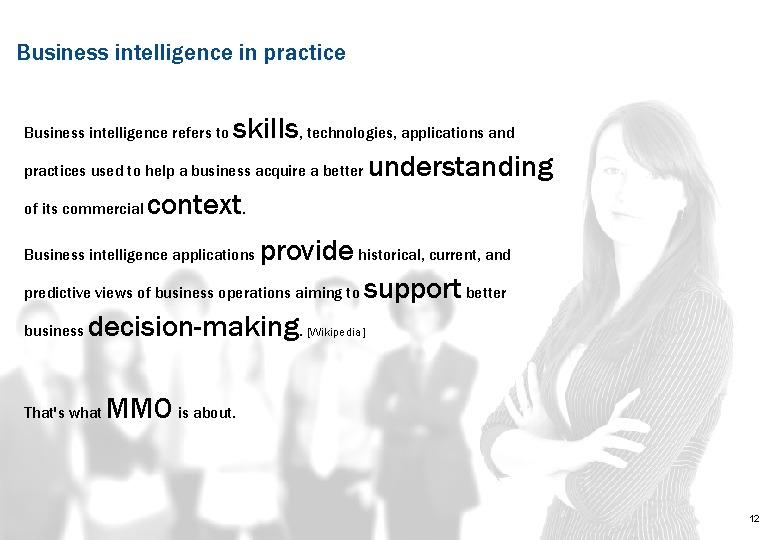 Business intelligence in practice
Business intelligence refers to skills, technologies, applications and
practices used to help a business acquire a better understanding
of its commercial context.
Business intelligence applications provide historical, current, and
predictive views of business operations aiming to support better
business decision-making. [Wikipedia]
That's what MMO is about.
12